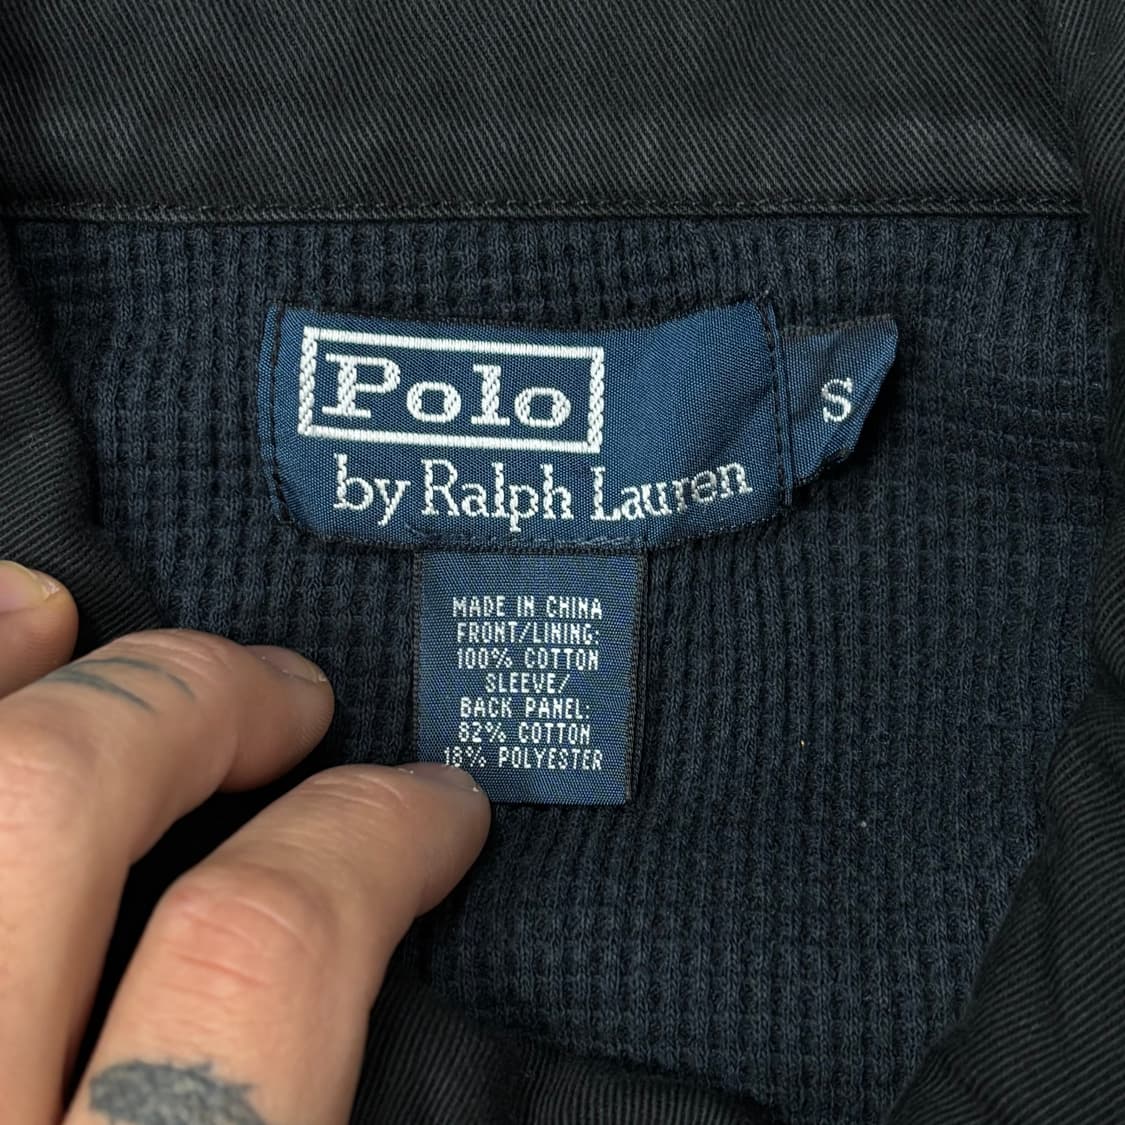 Polo
by Ralph Lauren
S
MADE IN CHINA
FRONT/LINING:
100% COTTON
SLEEVE/
BACK PANEL:
82% COTTON
18% POLYESTER